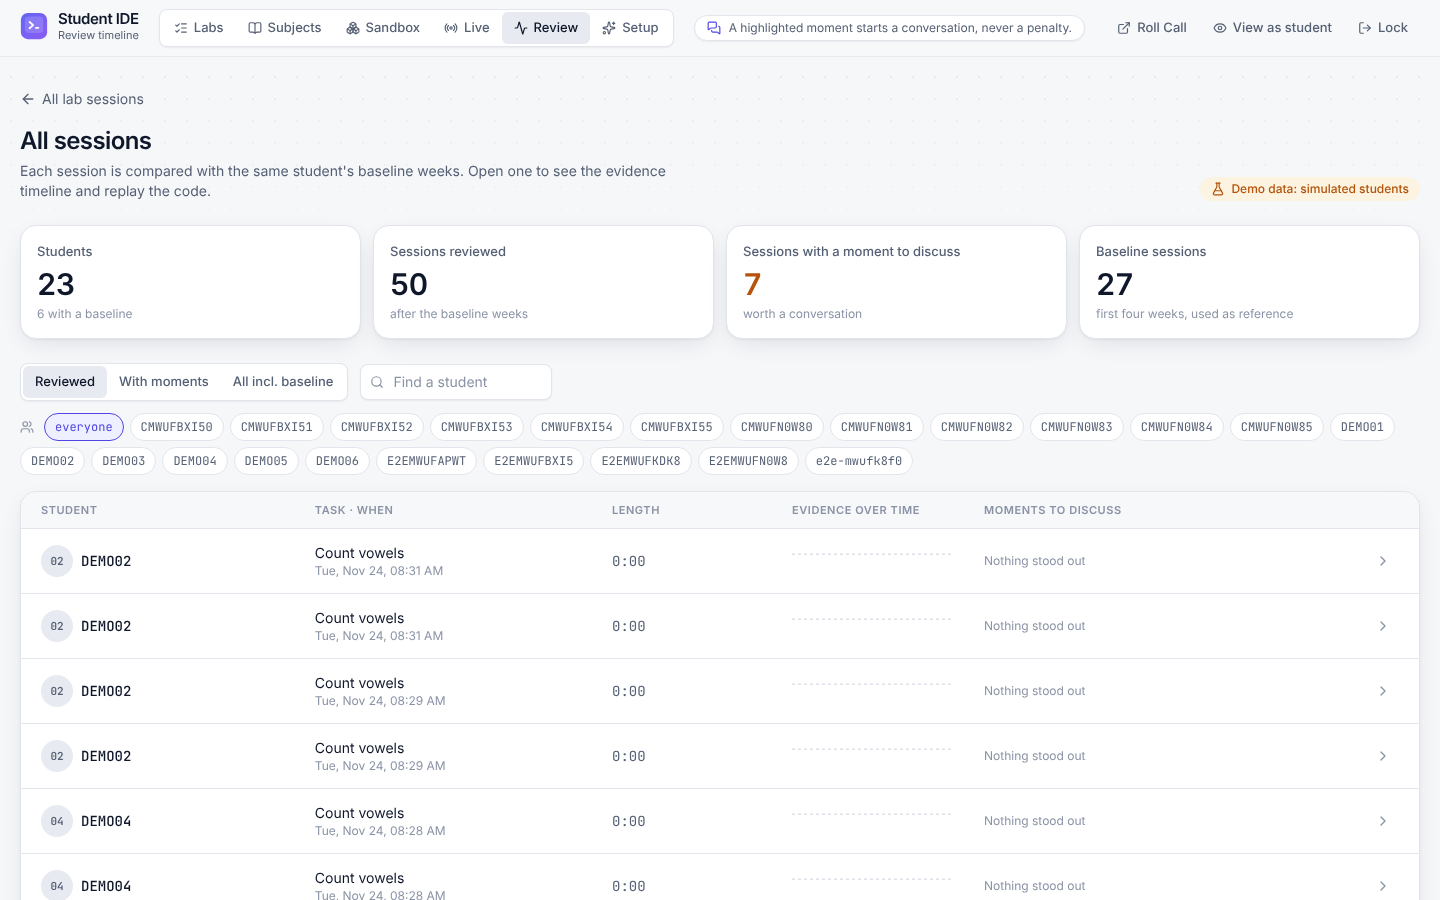 Student IDE
Review timeline
Labs
Subjects
Sandbox
Live
Review
Setup
A highlighted moment starts a conversation, never a penalty.
Roll Call
View as student
Lock
All lab sessions
All sessions
Each session is compared with the same student's baseline weeks. Open one to see the evidence
timeline and replay the code.
Demo data: simulated students
Students
23
6 with a baseline
Sessions reviewed
50
after the baseline weeks
Sessions with a moment to discuss
7
worth a conversation
Baseline sessions
27
first four weeks, used as reference
Reviewed
With moments
All incl. baseline
Find a student
everyone CMWUFBXI50 CMWUFBXI51 CMWUFBXI52 CMWUFBXI53 CMWUFBXI54 CMWUFBXI55 CMWUFN0W80 CMWUFN0W81 CMWUFN0W82 CMWUFN0W83 CMWUFN0W84 CMWUFN0W85 DEMO01
DEMO02 DEMO03 DEMO04 DEMO05 DEMO06 E2EMWUFAPWT E2EMWUFBXI5 E2EMWUFKDK8 E2EMWUFN0W8 e2e-mwufk8f0
STUDENT TASK · WHEN LENGTH EVIDENCE OVER TIME MOMENTS TO DISCUSS
02 DEMO02 Count vowels 0:00 Nothing stood out
Tue, Nov 24, 08:31 AM
02 DEMO02 Count vowels 0:00 Nothing stood out
Tue, Nov 24, 08:31 AM
02 DEMO02 Count vowels 0:00 Nothing stood out
Tue, Nov 24, 08:29 AM
02 DEMO02 Count vowels 0:00 Nothing stood out
Tue, Nov 24, 08:29 AM
04 DEMO04 Count vowels 0:00 Nothing stood out
Tue, Nov 24, 08:28 AM
04 DEMO04 Count vowels 0:00 Nothing stood out
Tue, Nov 24, 08:28 AM